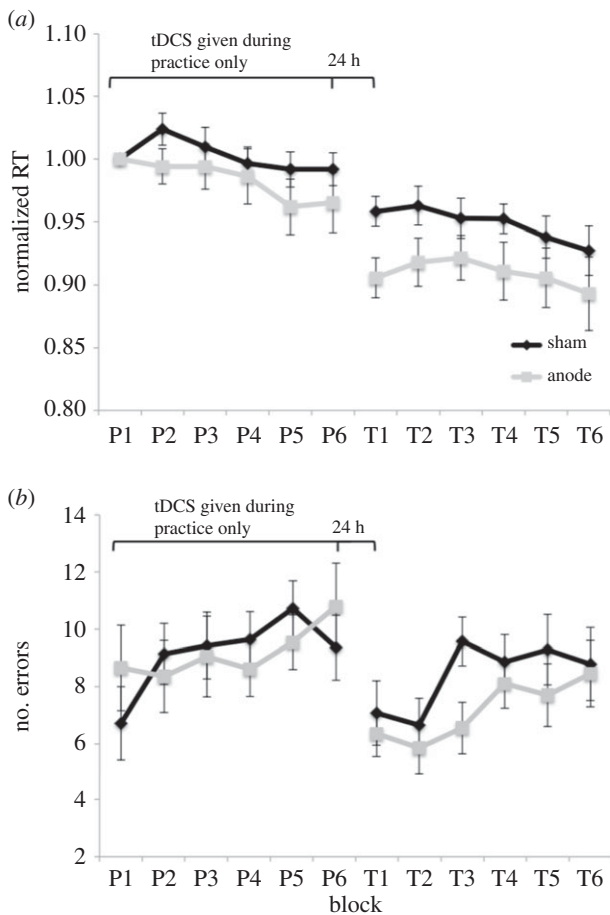 (a)
1.10
1.05
1.00
0.95
0.90
0.85
0.80
normalized RT
tDCS given during
practice only
24 h
sham
anode
P1 P2 P3 P4 P5 P6 T1 T2 T3 T4 T5 T6
(b)
14
12
10
8
6
4
2
no. errors
tDCS given during
practice only
24 h
P1 P2 P3 P4 P5 P6 T1 T2 T3 T4 T5 T6
block